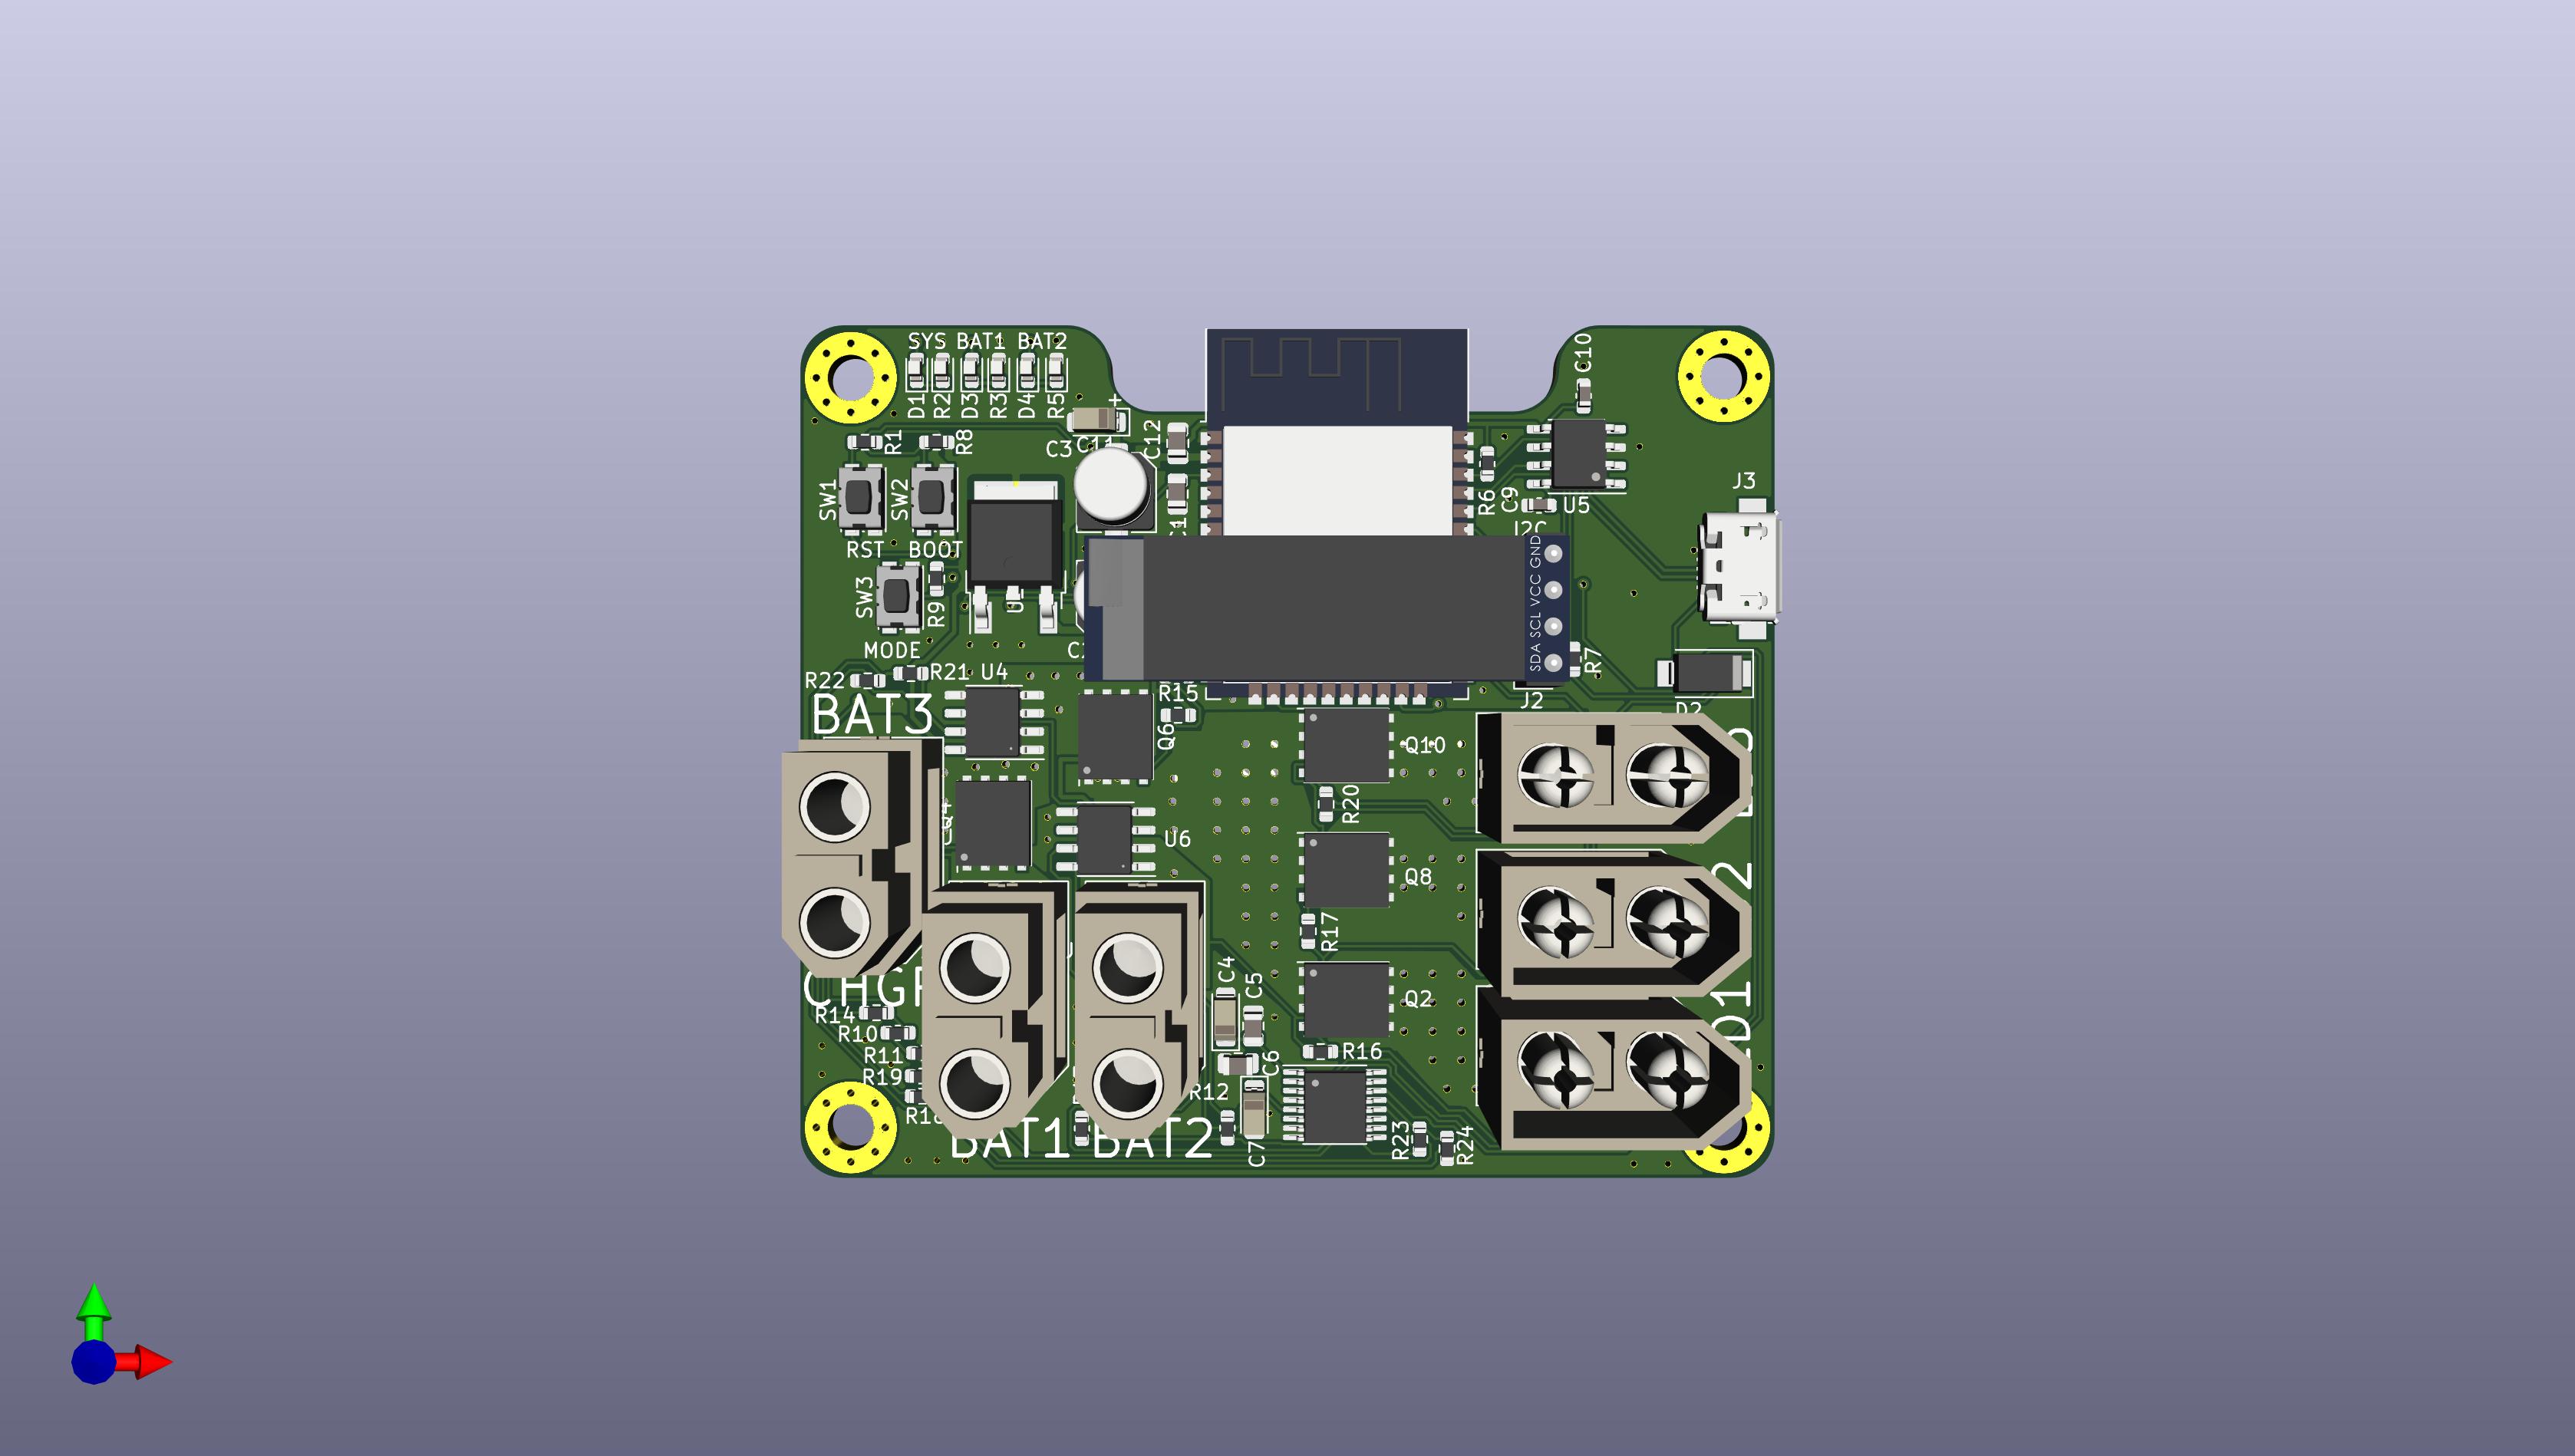 SYS BAT1 BAT2
D1 R2 D3 R3 D4 R5
C10
R1 R8
C3 C11 C12
+
SW1 SW2
RST BOOT
R6 C9 U5
J3
SW3 R9
MODE
GND
VCC
SCL
SDA
R7
R22 R21 U4
R15
J2
D2
BAT3
Q6
Q10
R20
U6
Q8
R17
C4 C5
Q2
R14
R10
R11
R19
R12
C6
R16
BAT1 BAT2
C7
R23 R24